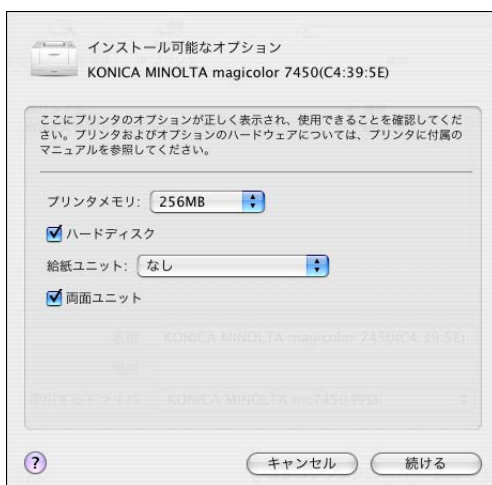 インストール可能なオプション
KONICA MINOLTA magicolor 7450(C4:39:5E)
ここにプリンタのオプションが正しく表示され、使用できることを確認してくだ
さい。プリンタおよびオプションのハードウェアについては、プリンタに付属の
マニュアルを参照してください。
プリンタメモリ: 256MB
ハードディスク
給紙ユニット: なし
両面ユニット
名前: KONICA MINOLTA magicolor 7450(C4:39:5E)
場所:
KONICA MINOLTA mc7450 PPD
? キャンセル 続ける